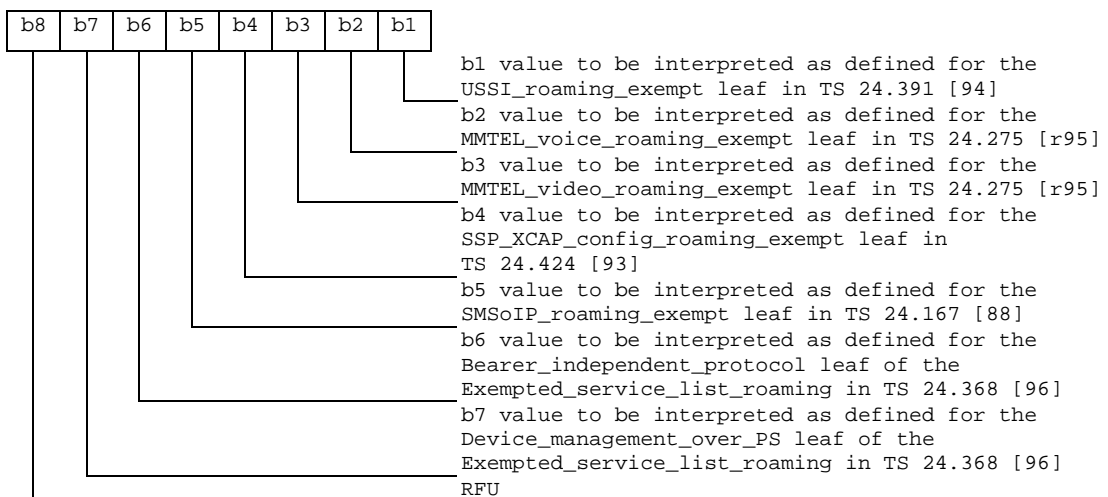 b8 b7 b6 b5 b4 b3 b2 b1
b1 value to be interpreted as defined for the
USSI_roaming_exempt leaf in TS 24.391 [94]
b2 value to be interpreted as defined for the
MMTEL_voice_roaming_exempt leaf in TS 24.275 [r95]
b3 value to be interpreted as defined for the
MMTEL_video_roaming_exempt leaf in TS 24.275 [r95]
b4 value to be interpreted as defined for the
SSP_XCAP_config_roaming_exempt leaf in
TS 24.424 [93]
b5 value to be interpreted as defined for the
SMSoIP_roaming_exempt leaf in TS 24.167 [88]
b6 value to be interpreted as defined for the
Bearer_independent_protocol leaf of the
Exempted_service_list_roaming in TS 24.368 [96]
b7 value to be interpreted as defined for the
Device_management_over_PS leaf of the
Exempted_service_list_roaming in TS 24.368 [96]
RFU